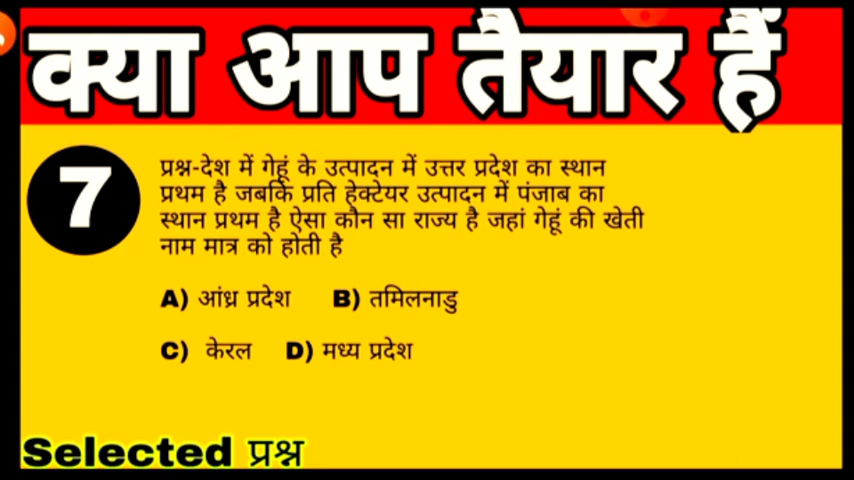 क्या आप तैयार हैं
7
प्रश्न-देश में गेहूं के उत्पादन में उत्तर प्रदेश का स्थान
प्रथम है जबकि प्रति हेक्टेयर उत्पादन में पंजाब का
स्थान प्रथम है ऐसा कौन सा राज्य है जहां गेहूं की खेती
नाम मात्र को होती है
A) आंध्र प्रदेश B) तमिलनाडु
C) केरल D) मध्य प्रदेश
Selected प्रश्न